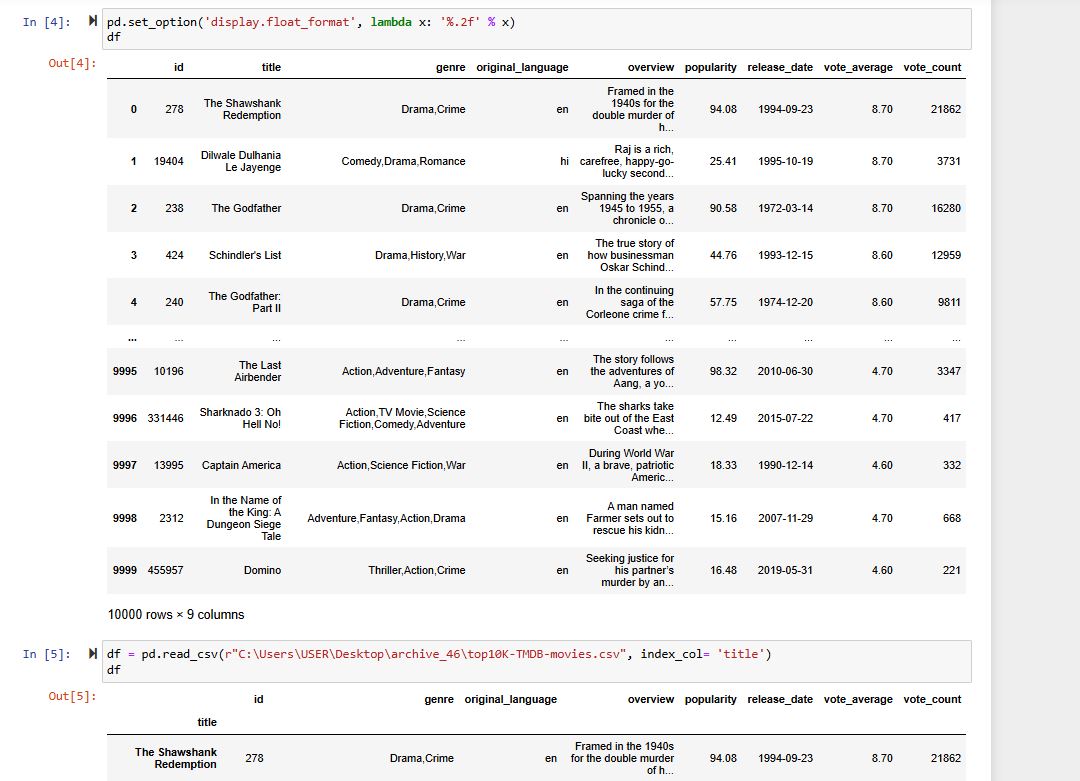 In [4]: pd.set_option('display.float_format', lambda x: '%.2f' % x)
df
Out[4]:
id title genre original_language overview popularity release_date vote_average vote_count
0 278 The Shawshank Redemption Drama,Crime en Framed in the 1940s for the double murder of h... 94.08 1994-09-23 8.70 21862
1 19404 Dilwale Dulhania Le Jayenge Comedy,Drama,Romance hi Raj is a rich, carefree, happy-go-lucky second... 25.41 1995-10-19 8.70 3731
2 238 The Godfather Drama,Crime en Spanning the years 1945 to 1955, a chronicle o... 90.58 1972-03-14 8.70 16280
3 424 Schindler's List Drama,History,War en The true story of how businessman Oskar Schind... 44.76 1993-12-15 8.60 12959
4 240 The Godfather: Part II Drama,Crime en In the continuing saga of the Corleone crime f... 57.75 1974-12-20 8.60 9811
... ... ... ... ... ... ... ... ... ...
9995 10196 The Last Airbender Action,Adventure,Fantasy en The story follows the adventures of Aang, a yo... 98.32 2010-06-30 4.70 3347
9996 331446 Sharknado 3: Oh Hell No! Action,TV Movie,Science Fiction,Comedy,Adventure en The sharks take bite out of the East Coast whe... 12.49 2015-07-22 4.70 417
9997 13995 Captain America Action,Science Fiction,War en During World War II, a brave, patriotic Americ... 18.33 1990-12-14 4.60 332
9998 2312 In the Name of the King: A Dungeon Siege Tale Adventure,Fantasy,Action,Drama en A man named Farmer sets out to rescue his kidn... 15.16 2007-11-29 4.70 668
9999 455957 Domino Thriller,Action,Crime en Seeking justice for his partner's murder by an... 16.48 2019-05-31 4.60 221
10000 rows × 9 columns
In [5]: df = pd.read_csv(r"C:\Users\USER\Desktop\archive_46\top10K-TMDB-movies.csv", index_col= 'title')
df
Out[5]:
id genre original_language overview popularity release_date vote_average vote_count
title
The Shawshank Redemption 278 Drama,Crime en Framed in the 1940s for the double murder of h... 94.08 1994-09-23 8.70 21862